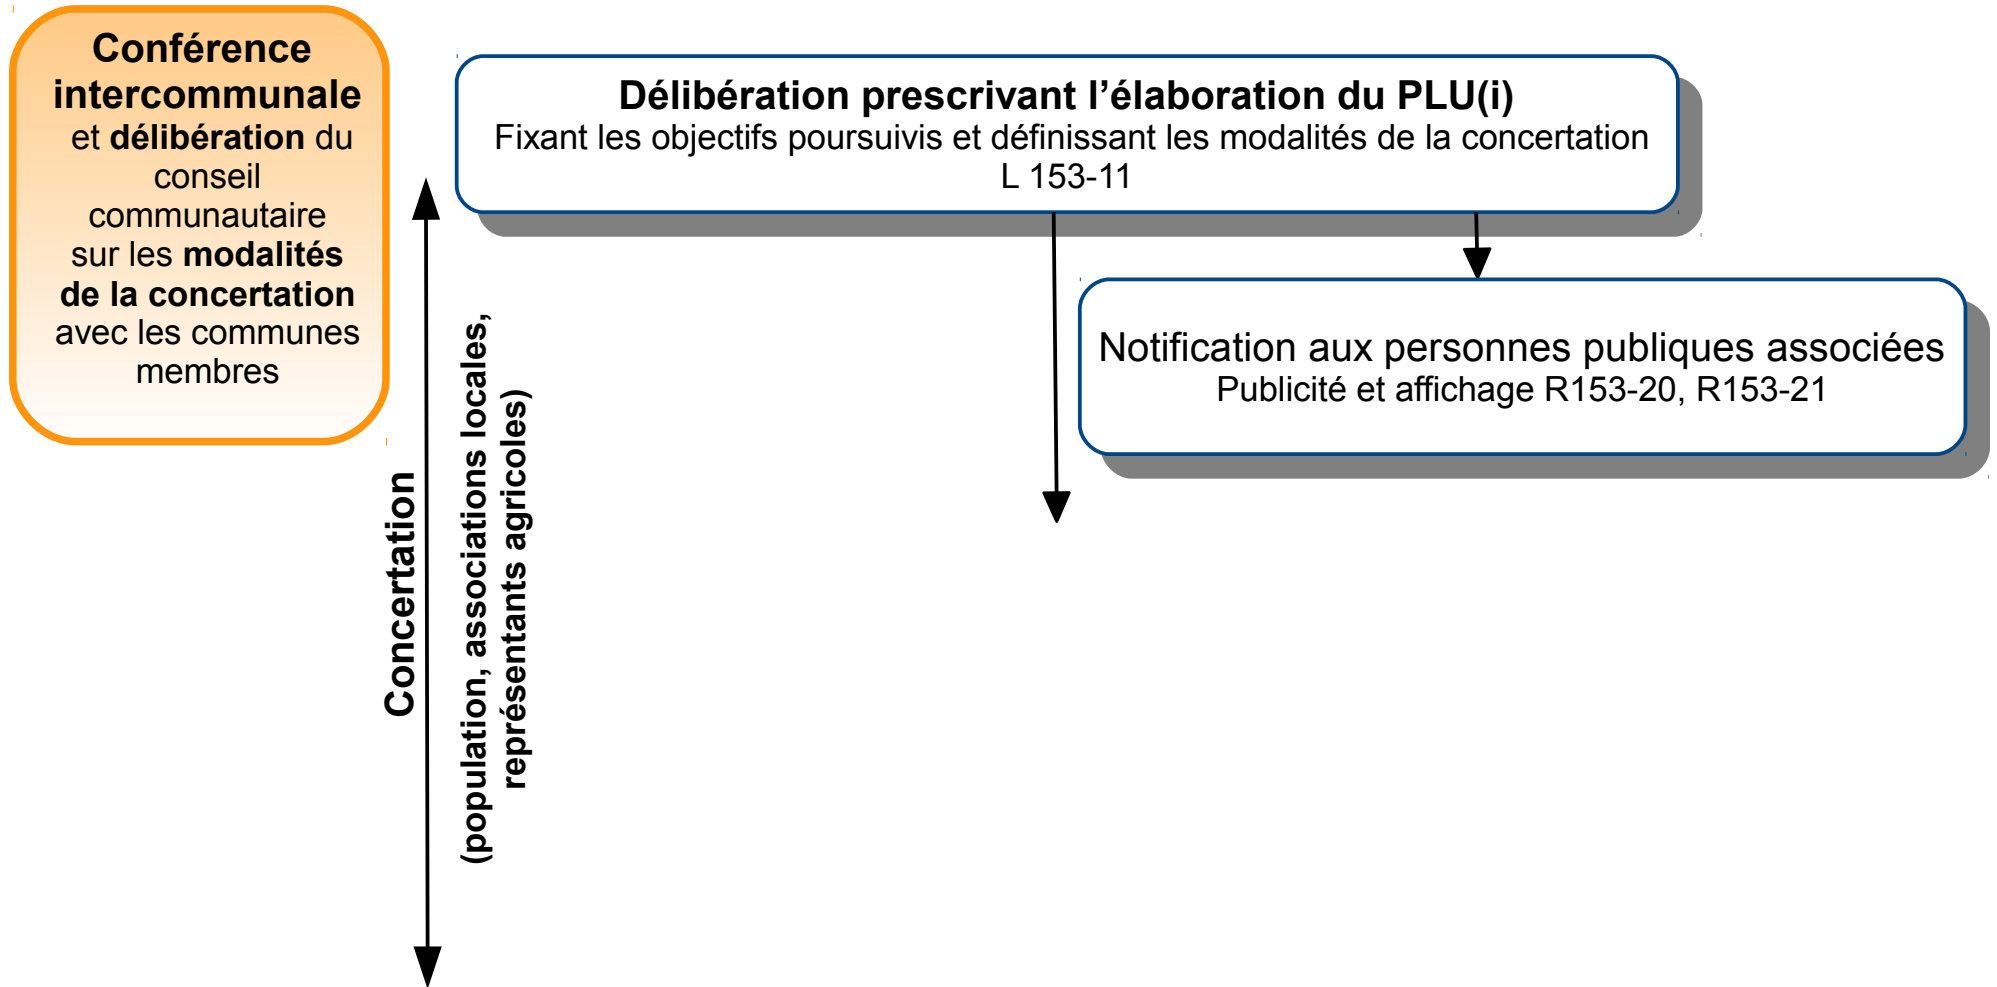 Conférence
intercommunale
et délibération du
conseil
communautaire
sur les modalités
de la concertation
avec les communes
membres
Délibération prescrivant l’élaboration du PLU(i)
Fixant les objectifs poursuivis et définissant les modalités de la concertation
L 153-11
Notification aux personnes publiques associées
Publicité et affichage R153-20, R153-21
Concertation
(population, associations locales,
représentants agricoles)